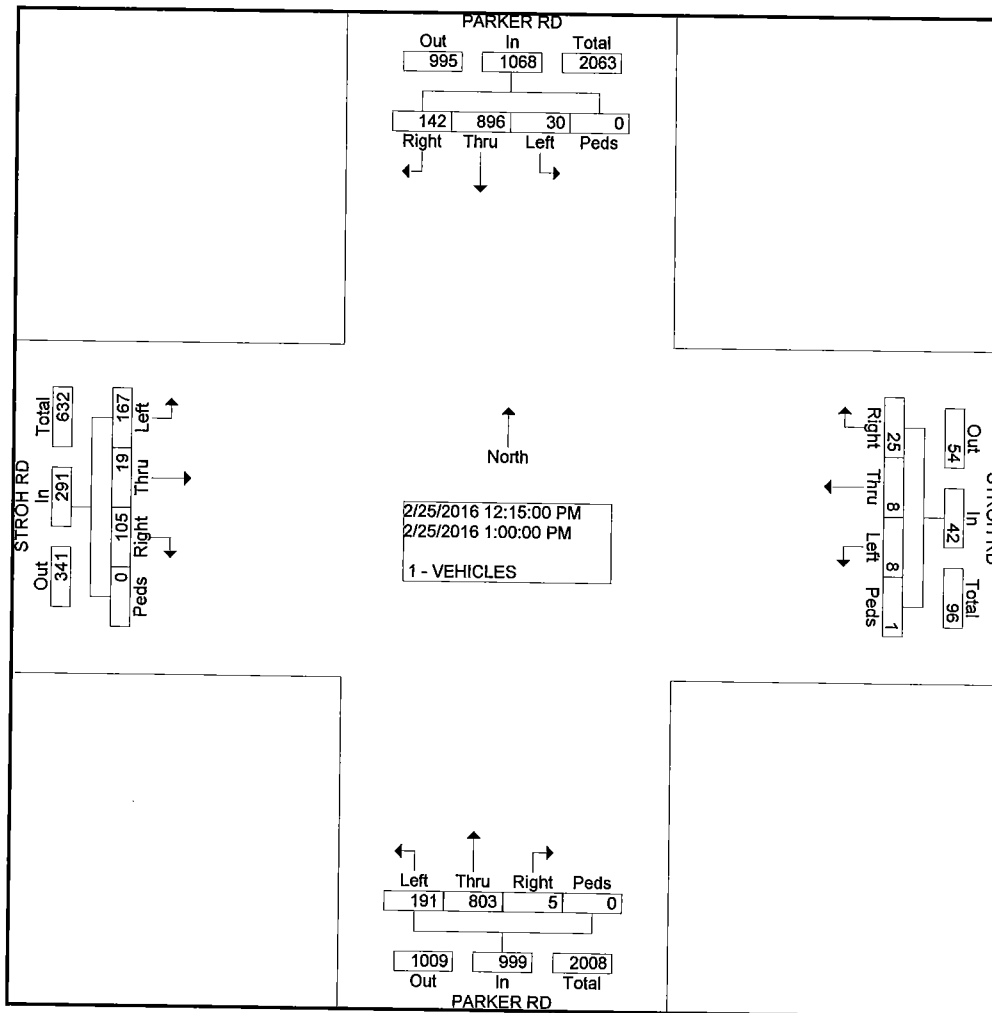 PARKER RD
Out In Total
995 1068 2063
142 896 30 0
Right Thru Left Peds
STROH RD
Total In Out
632 291 341
167 19 105 0
Left Thru Right Peds
North
2/25/2016 12:15:00 PM
2/25/2016 1:00:00 PM
1 - VEHICLES
Right Thru Left Peds
25 8 8 1
Out In Total
54 42 96
STROH RD
Left Thru Right Peds
191 803 5 0
1009 999 2008
Out In Total
PARKER RD